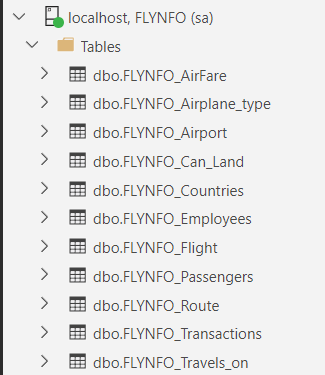 localhost, FLYNFO (sa)
Tables
dbo.FLYNFO_AirFare
dbo.FLYNFO_Airplane_type
dbo.FLYNFO_Airport
dbo.FLYNFO_Can_Land
dbo.FLYNFO_Countries
dbo.FLYNFO_Employees
dbo.FLYNFO_Flight
dbo.FLYNFO_Passengers
dbo.FLYNFO_Route
dbo.FLYNFO_Transactions
dbo.FLYNFO_Travels_on